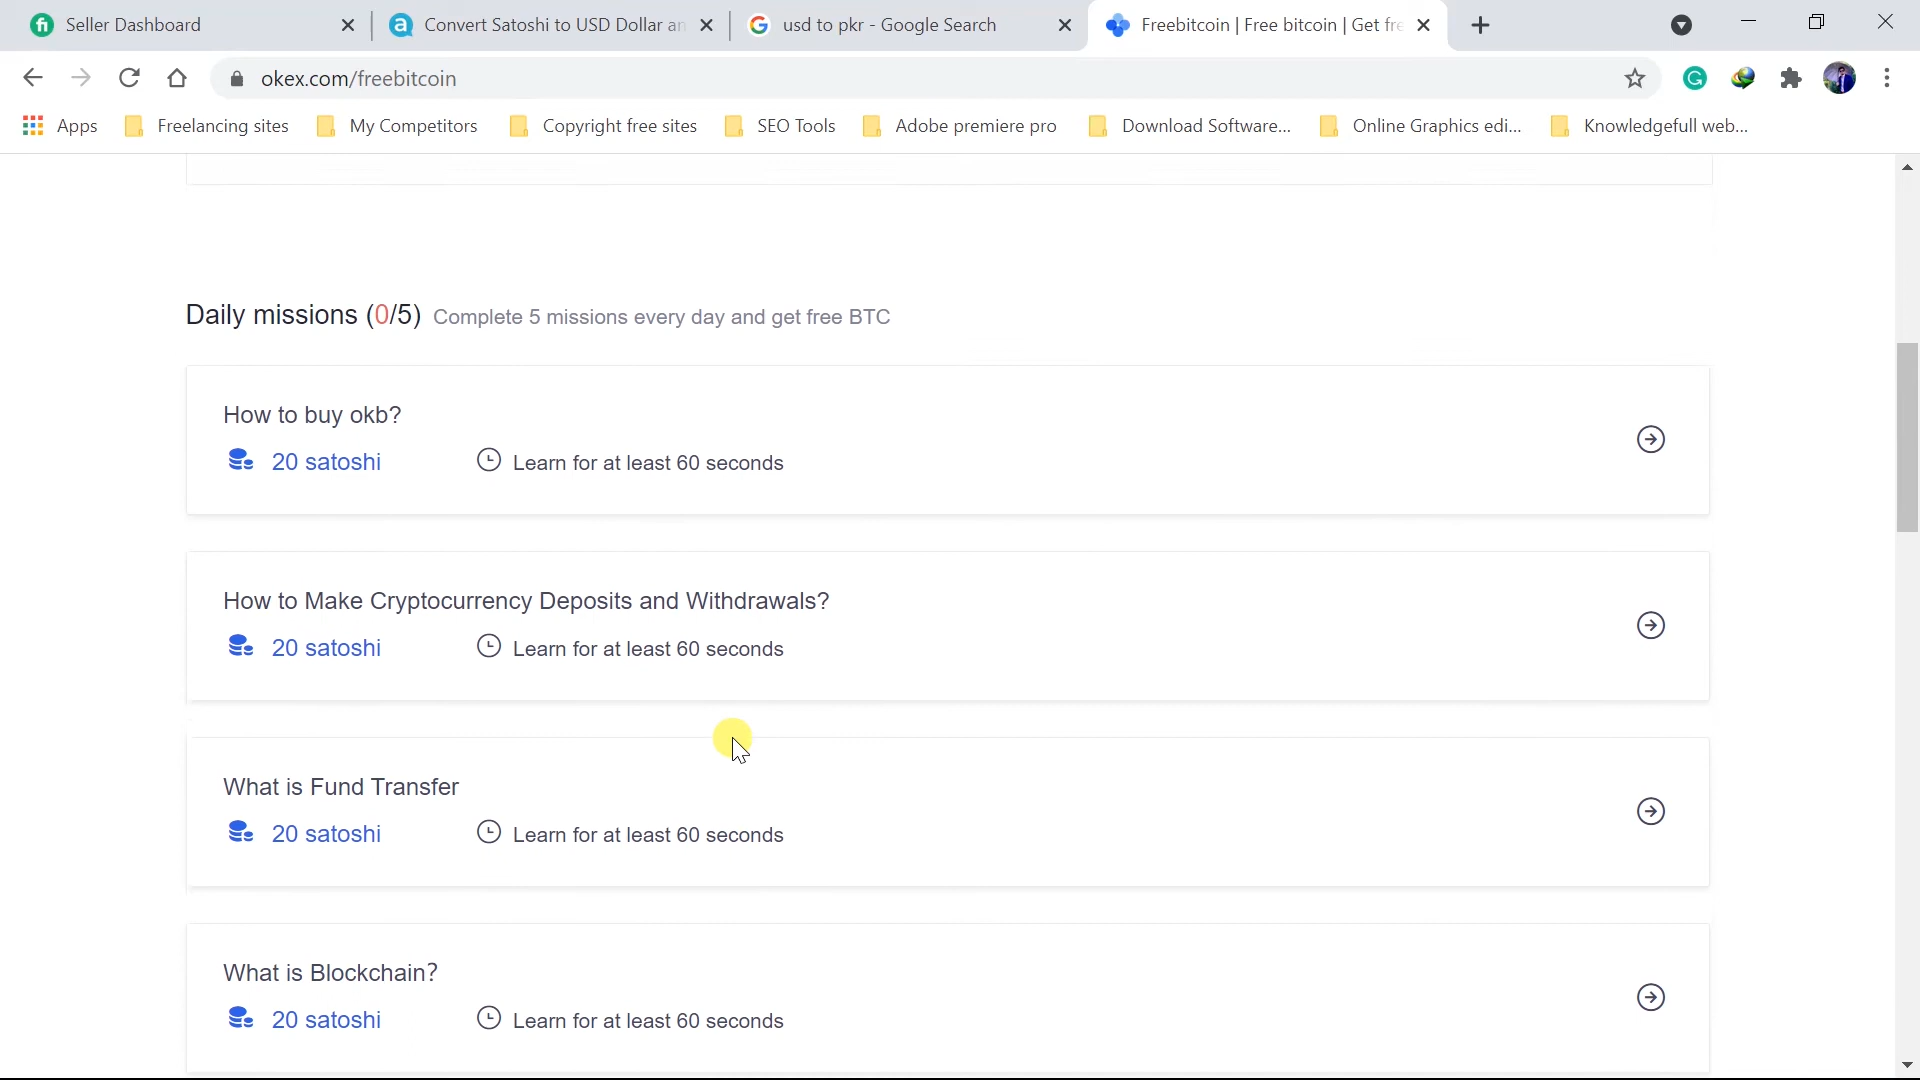 Seller Dashboard
Convert Satoshi to USD Dollar an
usd to pkr - Google Search
Freebitcoin | Free bitcoin | Get fre
okex.com/freebitcoin
Apps
Freelancing sites
My Competitors
Copyright free sites
SEO Tools
Adobe premiere pro
Download Software...
Online Graphics edi...
Knowledgefull web...
Daily missions (0/5) Complete 5 missions every day and get free BTC
How to buy okb?
20 satoshi Learn for at least 60 seconds
How to Make Cryptocurrency Deposits and Withdrawals?
20 satoshi Learn for at least 60 seconds
What is Fund Transfer
20 satoshi Learn for at least 60 seconds
What is Blockchain?
20 satoshi Learn for at least 60 seconds